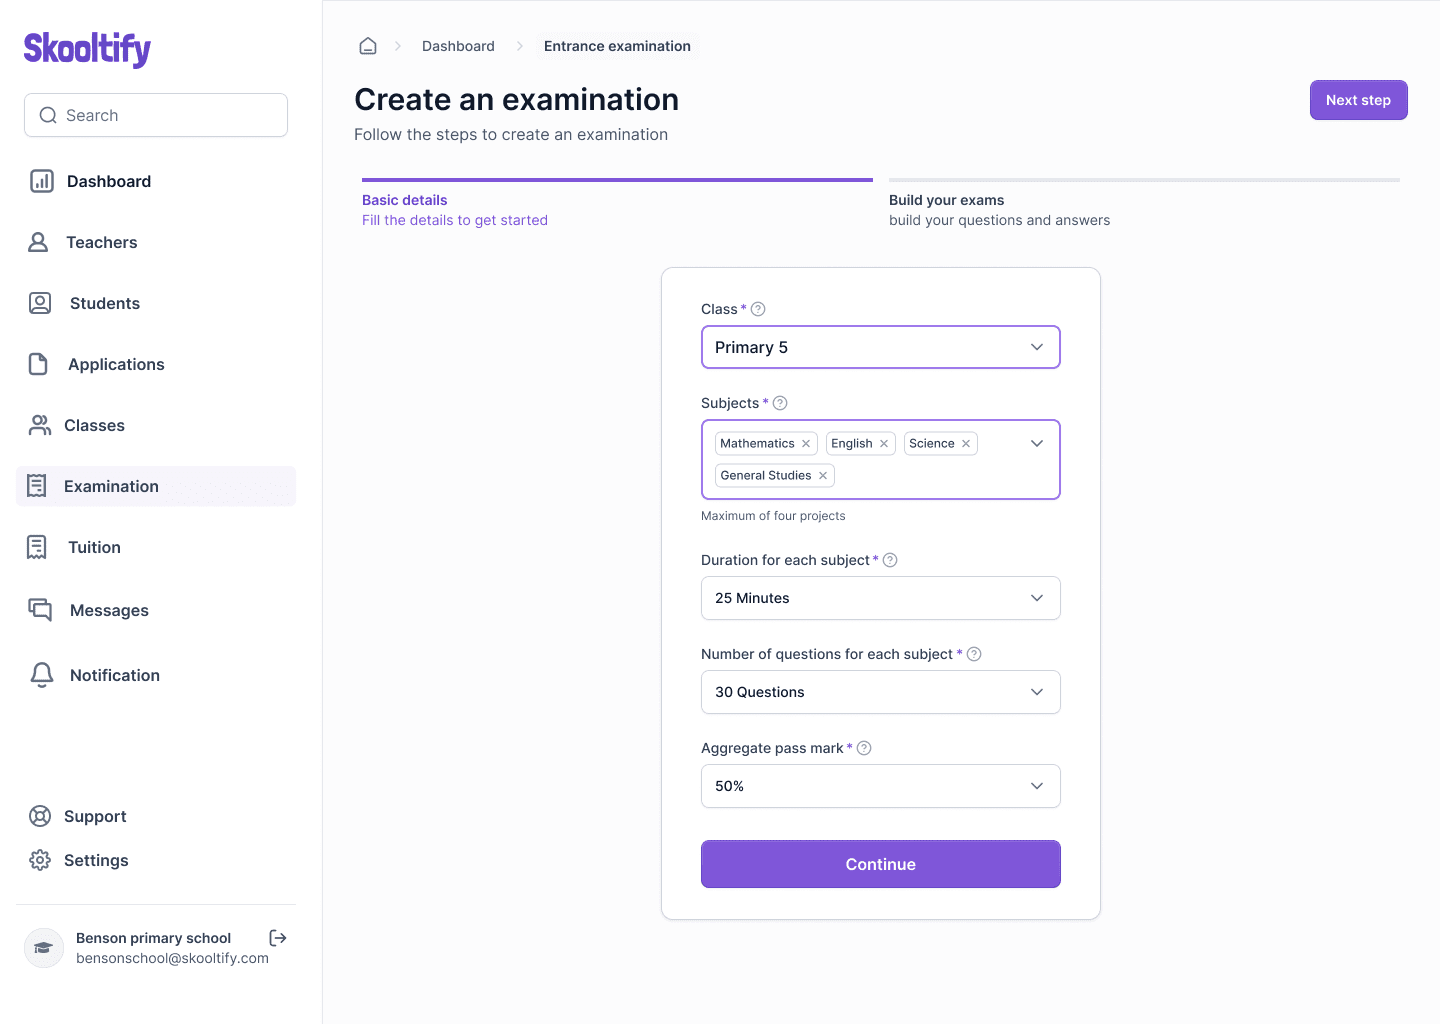 Skooltify
Search
Dashboard
Teachers
Students
Applications
Classes
Examination
Tuition
Messages
Notification
Support
Settings
Benson primary school
bensonschool@skooltify.com
Dashboard
Entrance examination
Create an examination
Follow the steps to create an examination
Next step
Basic details
Fill the details to get started
Build your exams
build your questions and answers
Class *
Primary 5
Subjects *
Mathematics English Science
General Studies
Maximum of four projects
Duration for each subject *
25 Minutes
Number of questions for each subject *
30 Questions
Aggregate pass mark *
50%
Continue